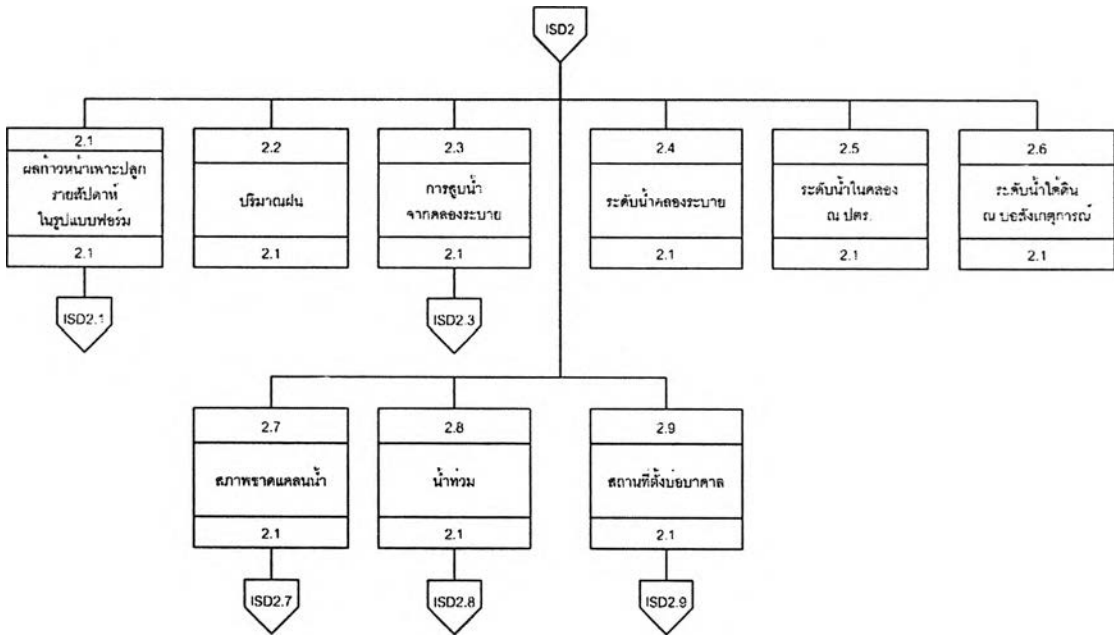 ISD2
2.1
ผลก้าวหน้าเพาะปลูก
รายสัปดาห์
ในรูปแบบฟอร์ม
2.1
ISD2.1
2.2
ปริมาณฝน
2.1
2.3
การสูบน้ำ
จากคลองระบาย
2.1
ISD2.3
2.4
ระดับน้ำคลองระบาย
2.1
2.5
ระดับน้ำในคลอง
ณ ปตร.
2.1
2.6
ระดับน้ำใต้ดิน
ณ บ่อสังเกตุการณ์
2.1
2.7
สภาพขาดแคลนน้ำ
2.1
ISD2.7
2.8
น้ำท่วม
2.1
ISD2.8
2.9
สถานที่ตั้งบ่อบาดาล
2.1
ISD2.9